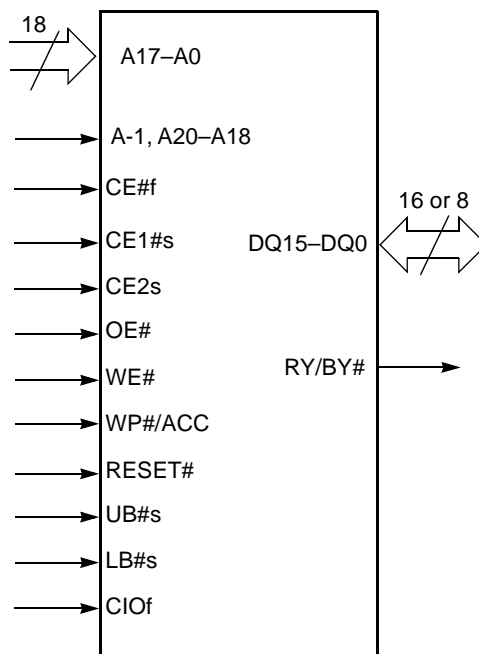 18
A17–A0
A-1, A20–A18
CE#f
16 or 8
CE1#s
DQ15–DQ0
CE2s
OE#
RY/BY#
WE#
WP#/ACC
RESET#
UB#s
LB#s
CIOf